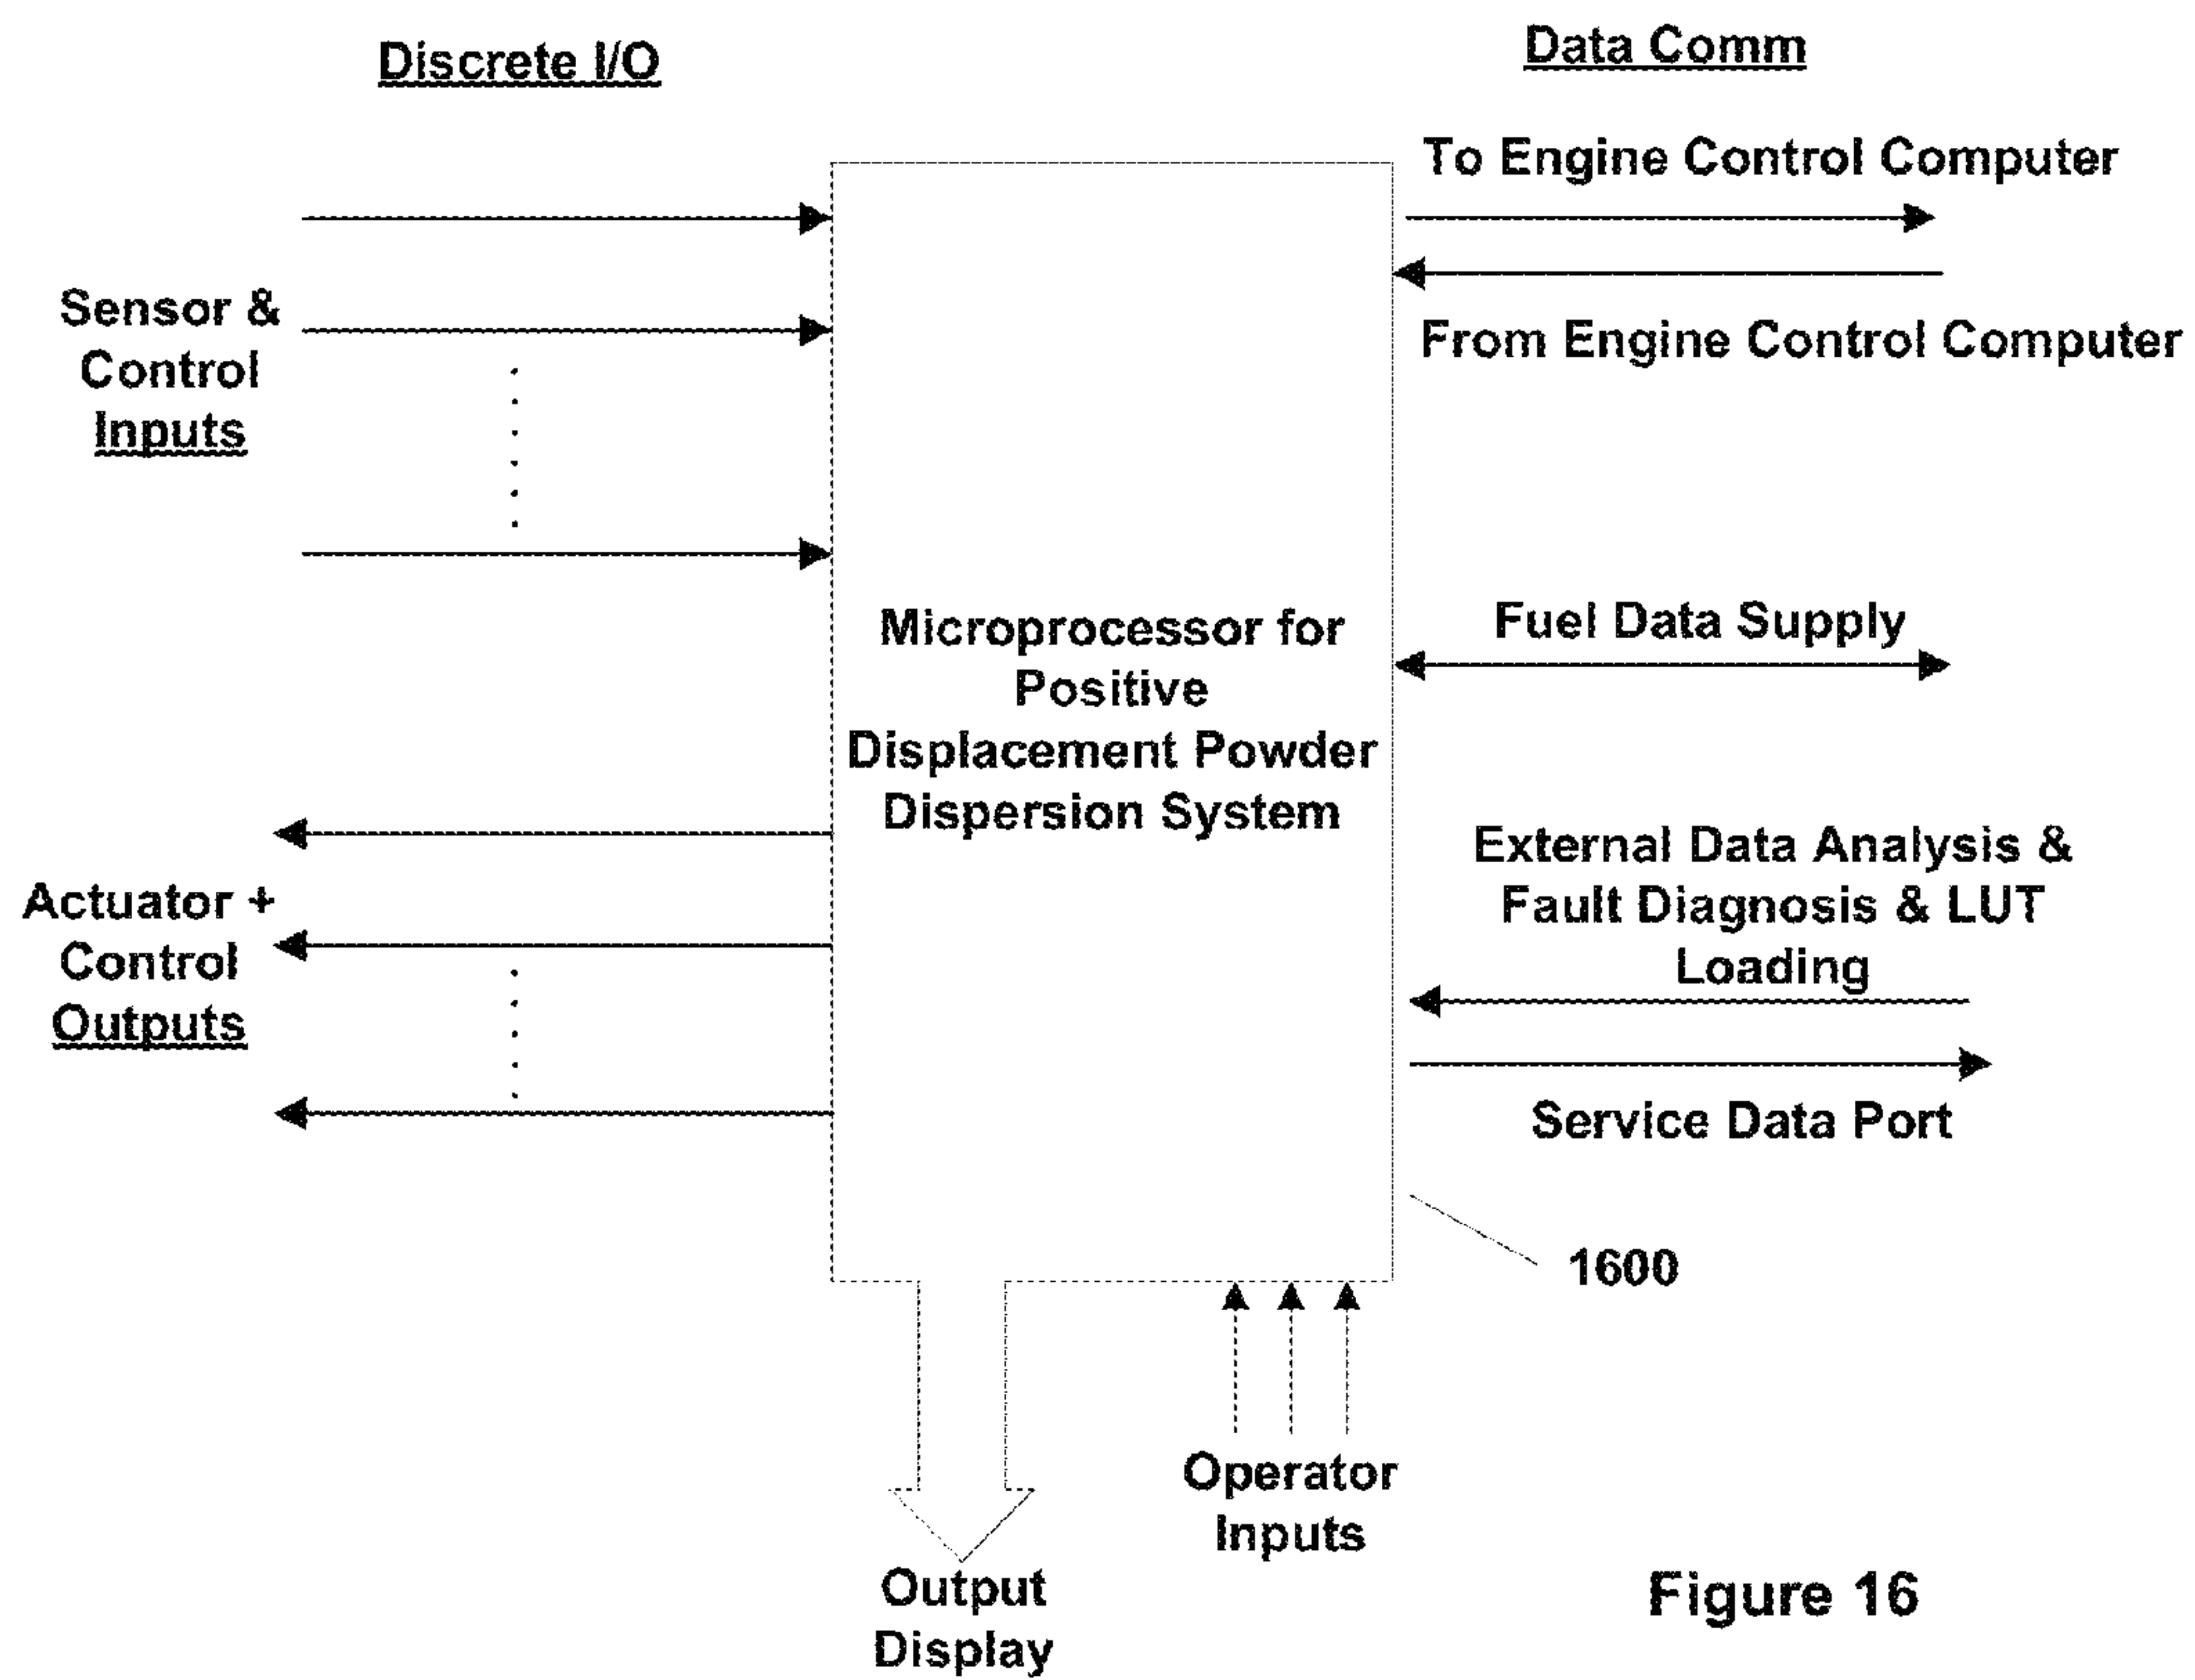 Discrete I/O
Data Comm
To Engine Control Computer
From Engine Control Computer
Sensor &
Control
Inputs
Microprocessor for
Positive
Displacement Powder
Dispersion System
Fuel Data Supply
External Data Analysis &
Fault Diagnosis & LUT
Loading
Service Data Port
Actuator +
Control
Outputs
1600
Operator
Inputs
Output
Display
Figure 16